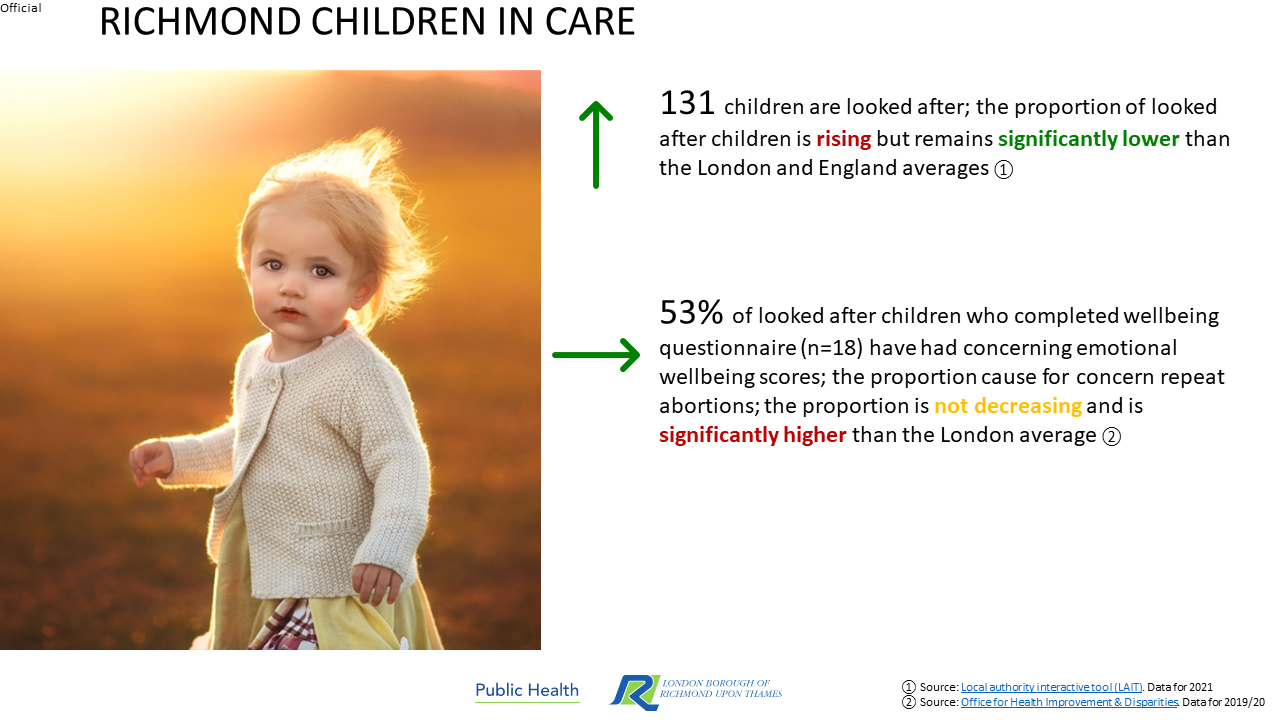 Official
RICHMOND CHILDREN IN CARE
131 children are looked after; the proportion of looked
after children is rising but remains significantly lower than
the London and England averages ①
53% of looked after children who completed wellbeing
questionnaire (n=18) have had concerning emotional
wellbeing scores; the proportion cause for concern repeat
abortions; the proportion is not decreasing and is
significantly higher than the London average ②
Public Health
LONDON BOROUGH OF
RICHMOND UPON THAMES
① Source: Local authority interactive tool (LAIT). Data for 2021
② Source: Office for Health Improvement & Disparities. Data for 2019/20